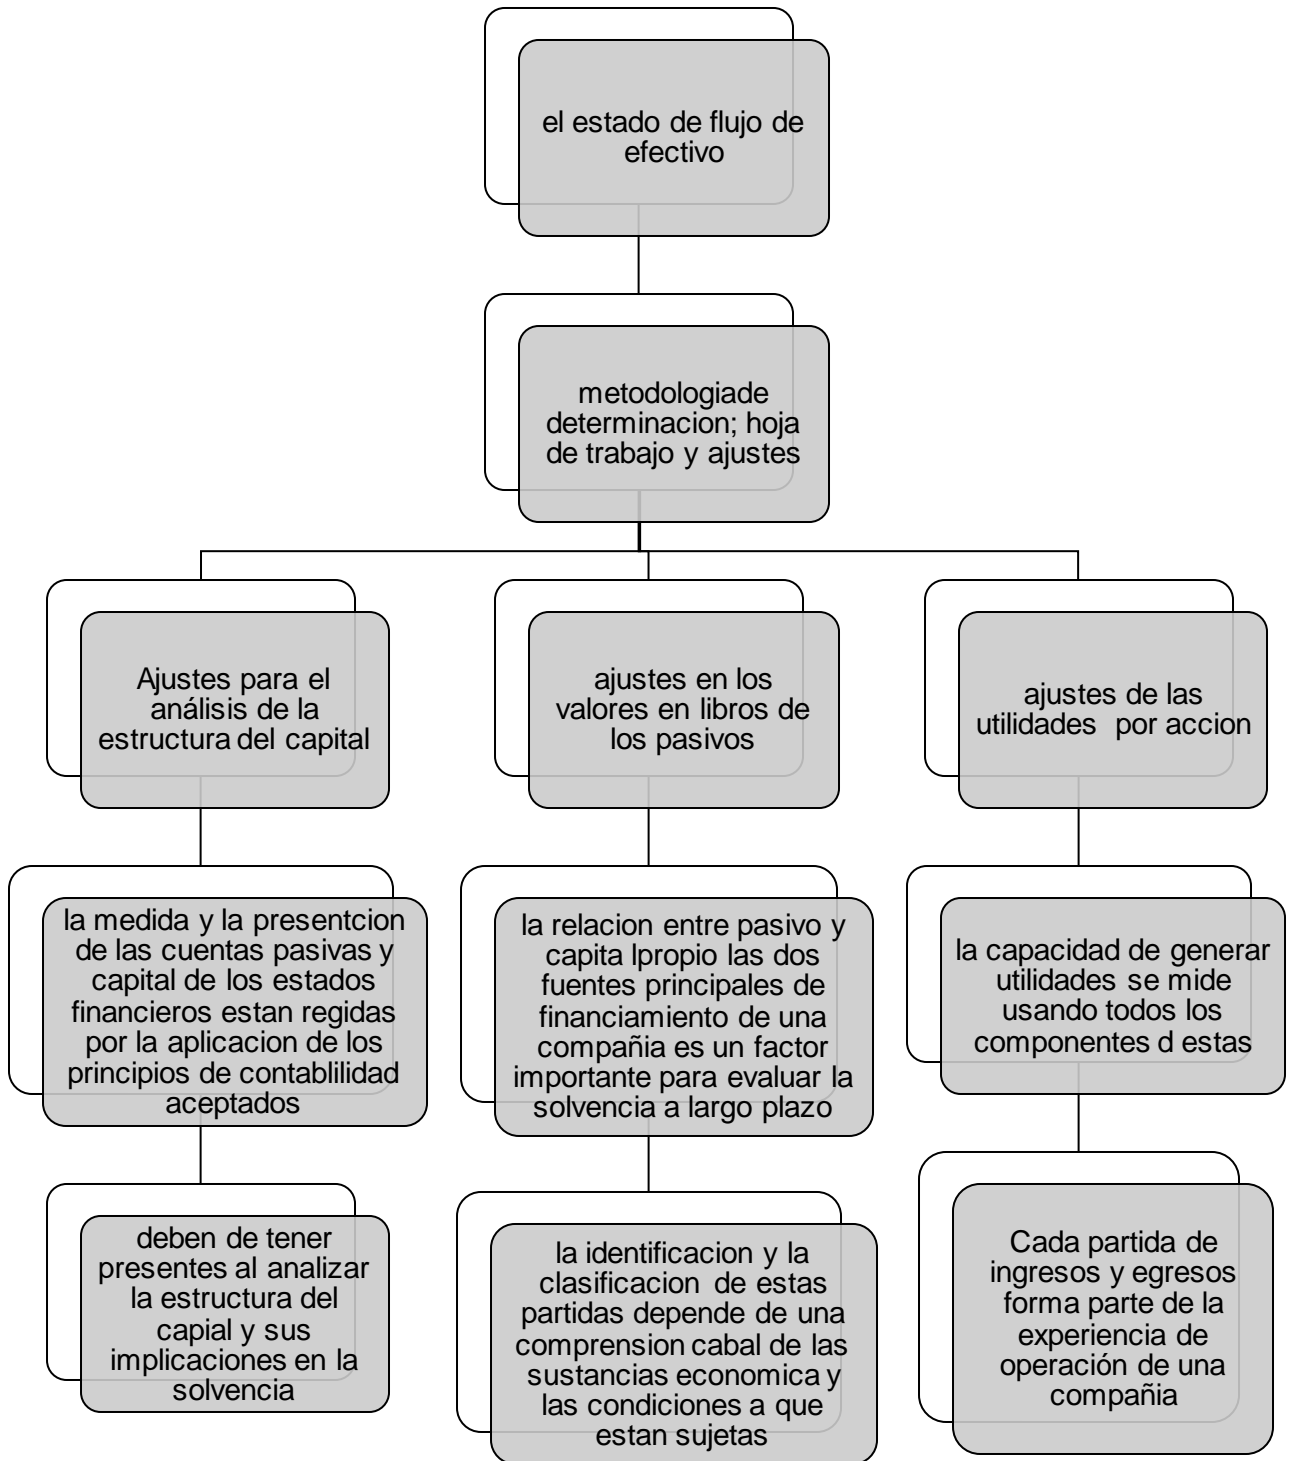 el estado de flujo de
efectivo
metodologiade
determinacion; hoja
de trabajo y ajustes
Ajustes para el
análisis de la
estructura del capital
ajustes en los
valores en libros de
los pasivos
ajustes de las
utilidades por accion
la medida y la presentcion
de las cuentas pasivas y
capital de los estados
financieros estan regidas
por la aplicacion de los
principios de contablilidad
aceptados
la relacion entre pasivo y
capita lpropio las dos
fuentes principales de
financiamiento de una
compañia es un factor
importante para evaluar la
solvencia a largo plazo
la capacidad de generar
utilidades se mide
usando todos los
componentes d estas
deben de tener
presentes al analizar
la estructura del
capial y sus
implicaciones en la
solvencia
la identificacion y la
clasificacion de estas
partidas depende de una
comprension cabal de las
sustancias economica y
las condiciones a que
estan sujetas
Cada partida de
ingresos y egresos
forma parte de la
experiencia de
operación de una
compañia